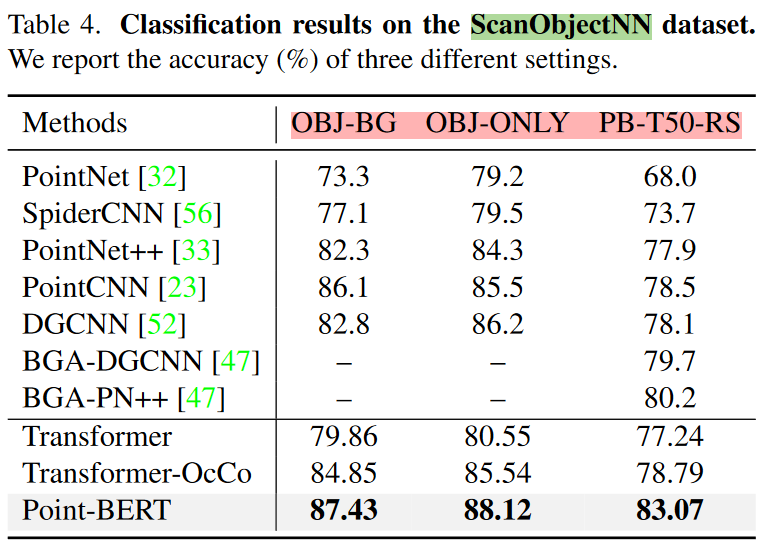 Table 4. Classification results on the ScanObjectNN dataset.
We report the accuracy (%) of three different settings.
Methods OBJ-BG OBJ-ONLY PB-T50-RS
PointNet [32] 73.3 79.2 68.0
SpiderCNN [56] 77.1 79.5 73.7
PointNet++ [33] 82.3 84.3 77.9
PointCNN [23] 86.1 85.5 78.5
DGCNN [52] 82.8 86.2 78.1
BGA-DGCNN [47] – – 79.7
BGA-PN++ [47] – – 80.2
Transformer 79.86 80.55 77.24
Transformer-OcCo 84.85 85.54 78.79
Point-BERT 87.43 88.12 83.07